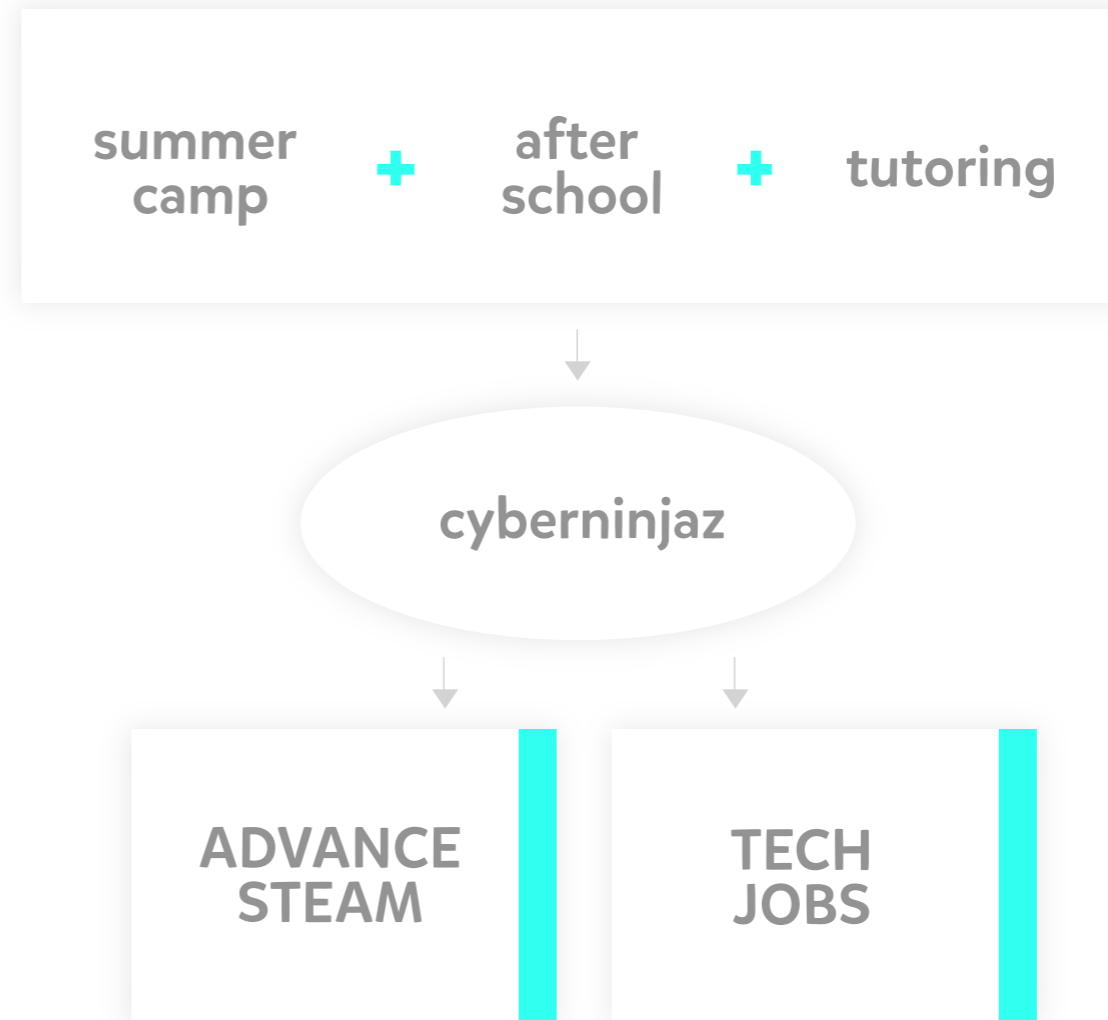 summer
camp
after
school
tutoring
cyberninjaz
ADVANCE
STEAM
TECH
JOBS